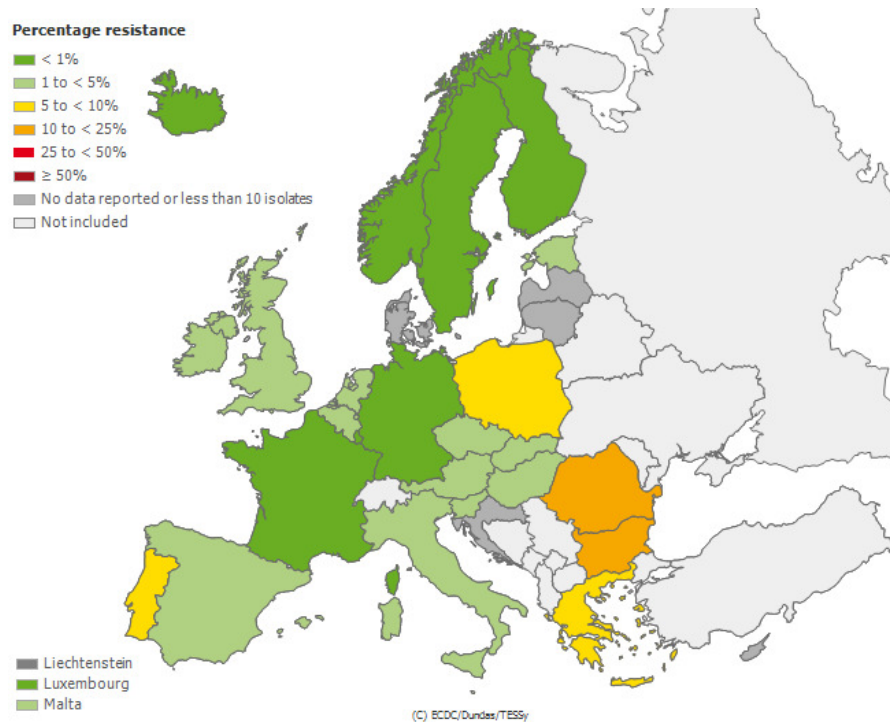 Percentage resistance
< 1%
1 to < 5%
5 to < 10%
10 to < 25%
25 to < 50%
≥ 50%
No data reported or less than 10 isolates
Not included
Liechtenstein
Luxembourg
Malta
(C) ECDC/Dundas/TESSy